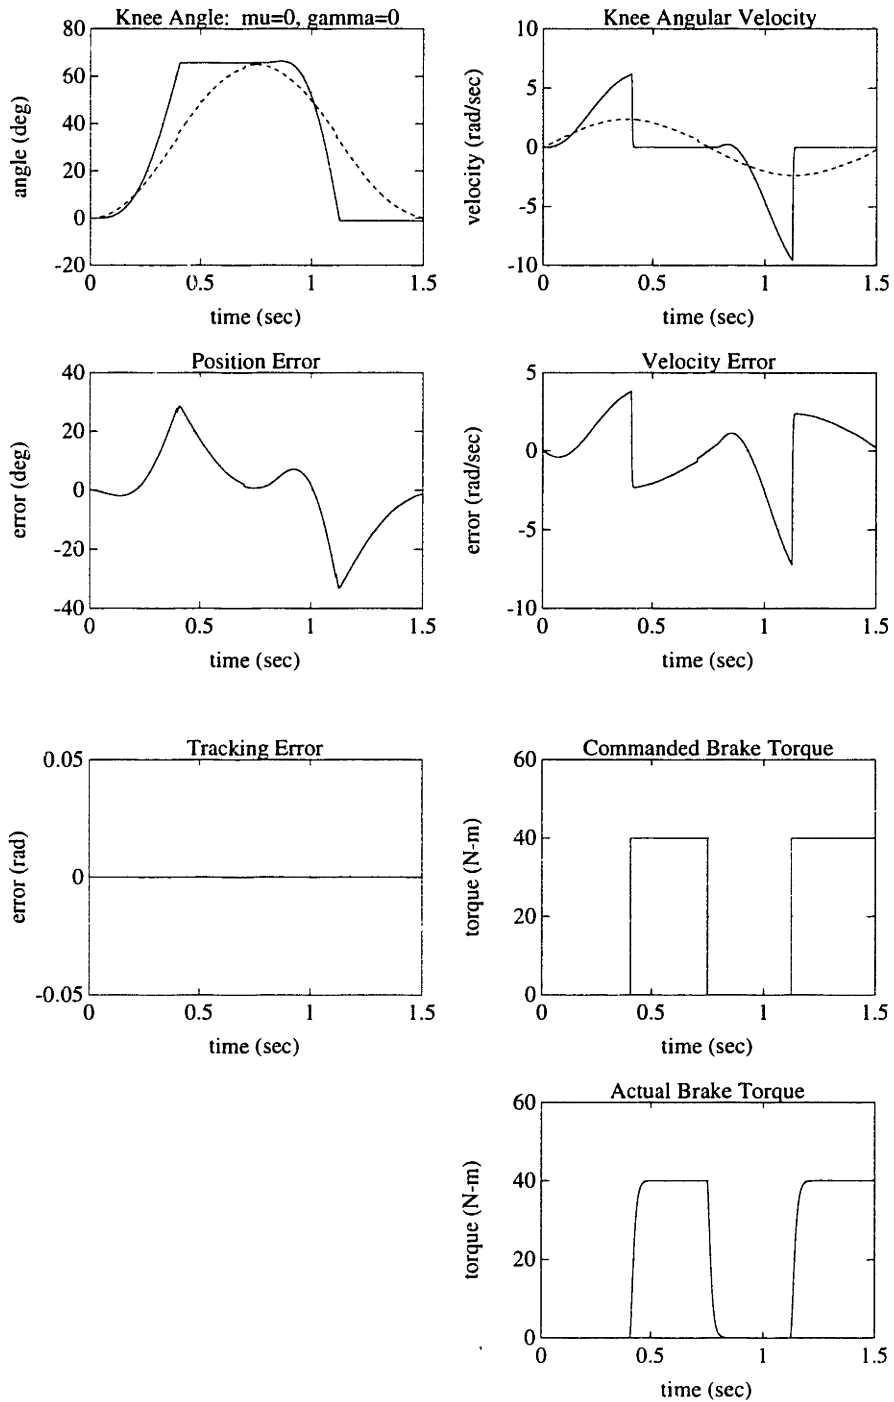 Knee Angle: mu=0, gamma=0
80
60
40
20
0
-20
angle (deg)
0 0.5 1 1.5
time (sec)
Knee Angular Velocity
10
5
0
-5
-10
velocity (rad/sec)
0 0.5 1 1.5
time (sec)
Position Error
40
20
0
-20
-40
error (deg)
0 0.5 1 1.5
time (sec)
Velocity Error
5
0
-5
-10
error (rad/sec)
0 0.5 1 1.5
time (sec)
Tracking Error
0.05
0
-0.05
error (rad)
0 0.5 1 1.5
time (sec)
Commanded Brake Torque
60
40
20
0
torque (N-m)
0 0.5 1 1.5
time (sec)
Actual Brake Torque
60
40
20
0
torque (N-m)
0 0.5 1 1.5
time (sec)